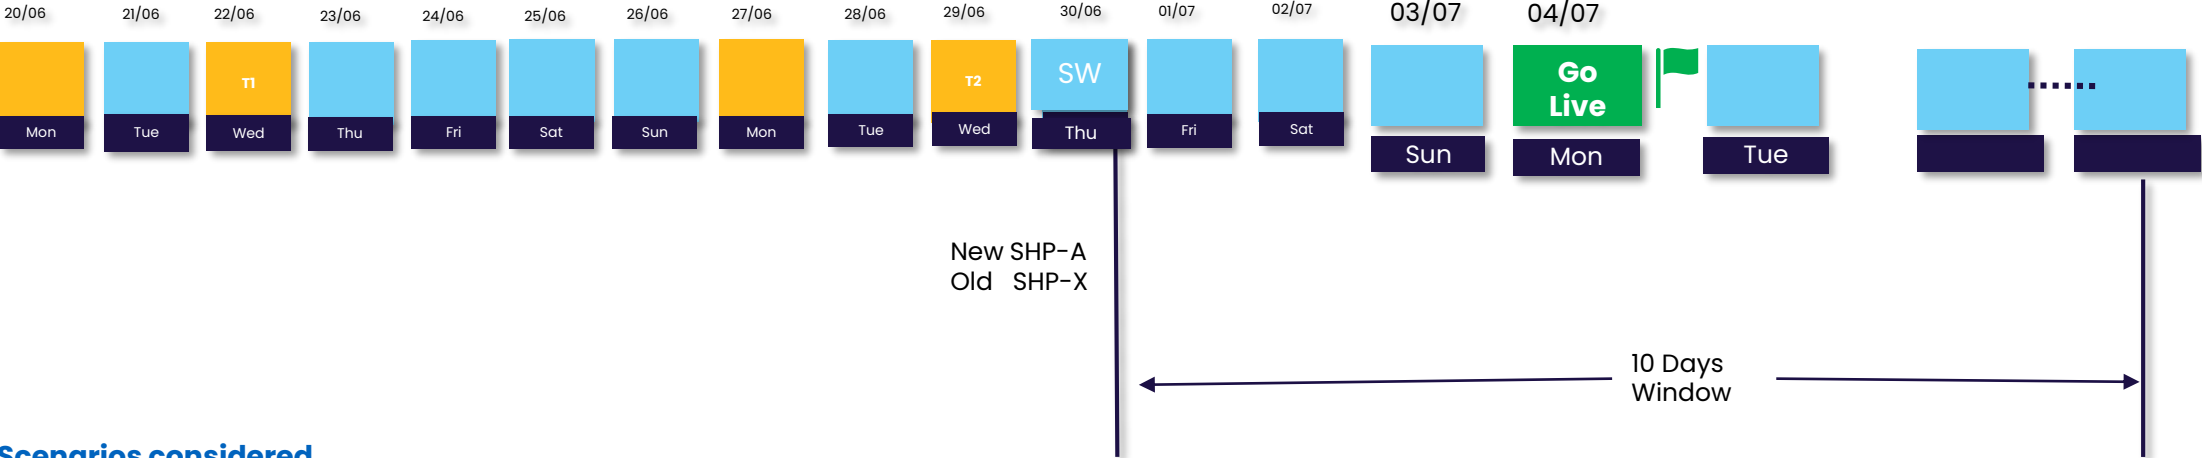 20/06 21/06 22/06 23/06 24/06 25/06 26/06 27/06 28/06 29/06 30/06 01/07 02/07 03/07 04/07
T1 T2 SW Go
Live
Mon Tue Wed Thu Fri Sat Sun Mon Tue Wed Thu Fri Sat Sun Mon Tue
New SHP-A
Old SHP-X
10 Days
Window
Scenarios considered